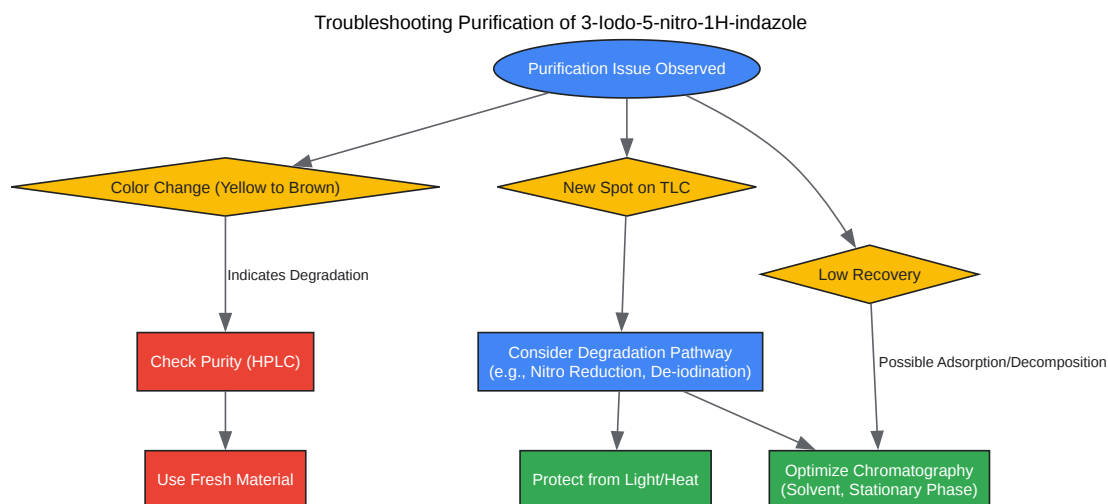 Troubleshooting Purification of 3-Iodo-5-nitro-1H-indazole
Purification Issue Observed
Color Change (Yellow to Brown)
New Spot on TLC
Low Recovery
Indicates Degradation
Check Purity (HPLC)
Consider Degradation Pathway
(e.g., Nitro Reduction, De-iodination)
Possible Adsorption/Decomposition
Use Fresh Material
Protect from Light/Heat
Optimize Chromatography
(Solvent, Stationary Phase)